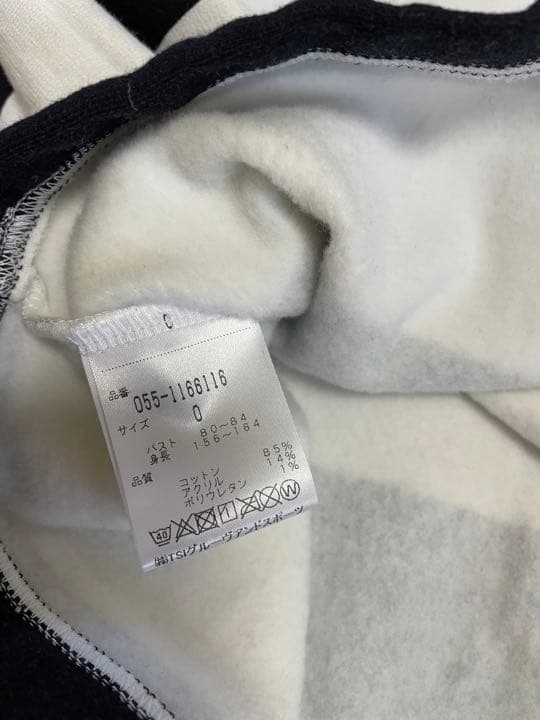 C
品番
055-1166116
サイズ
0
バスト 80〜84
身長 156〜164
品質
コットン 85%
アクリル 14%
ポリウレタン 1%
40 1 W
(株)TSIグルーヴアンドスポーツ